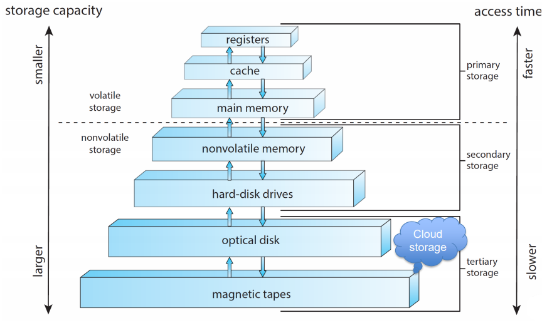 storage capacity
access time
smaller
faster
registers
cache
primary
storage
volatile
storage
main memory
nonvolatile
storage
nonvolatile memory
secondary
storage
hard-disk drives
optical disk
Cloud
storage
tertiary
storage
larger
slower
magnetic tapes